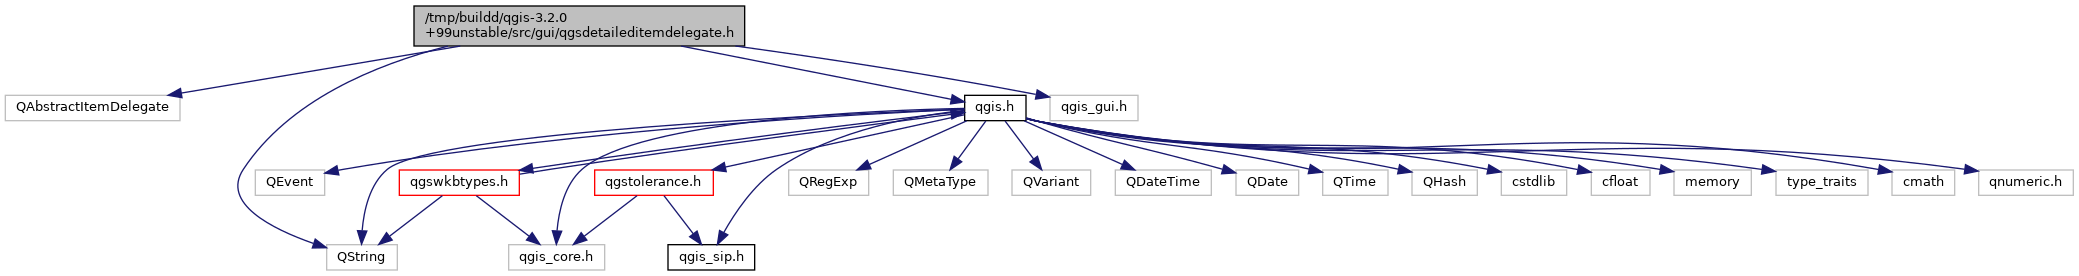 /tmp/buildd/qgis-3.2.0
+99unstable/src/gui/qgsdetaileditemdelegate.h
QAbstractItemDelegate
qgis.h
qgis_gui.h
QEvent
qgswkbtypes.h
qgstolerance.h
QRegExp
QMetaType
QVariant
QDateTime
QDate
QTime
QHash
cstdlib
cfloat
memory
type_traits
cmath
qnumeric.h
QString
qgis_core.h
qgis_sip.h